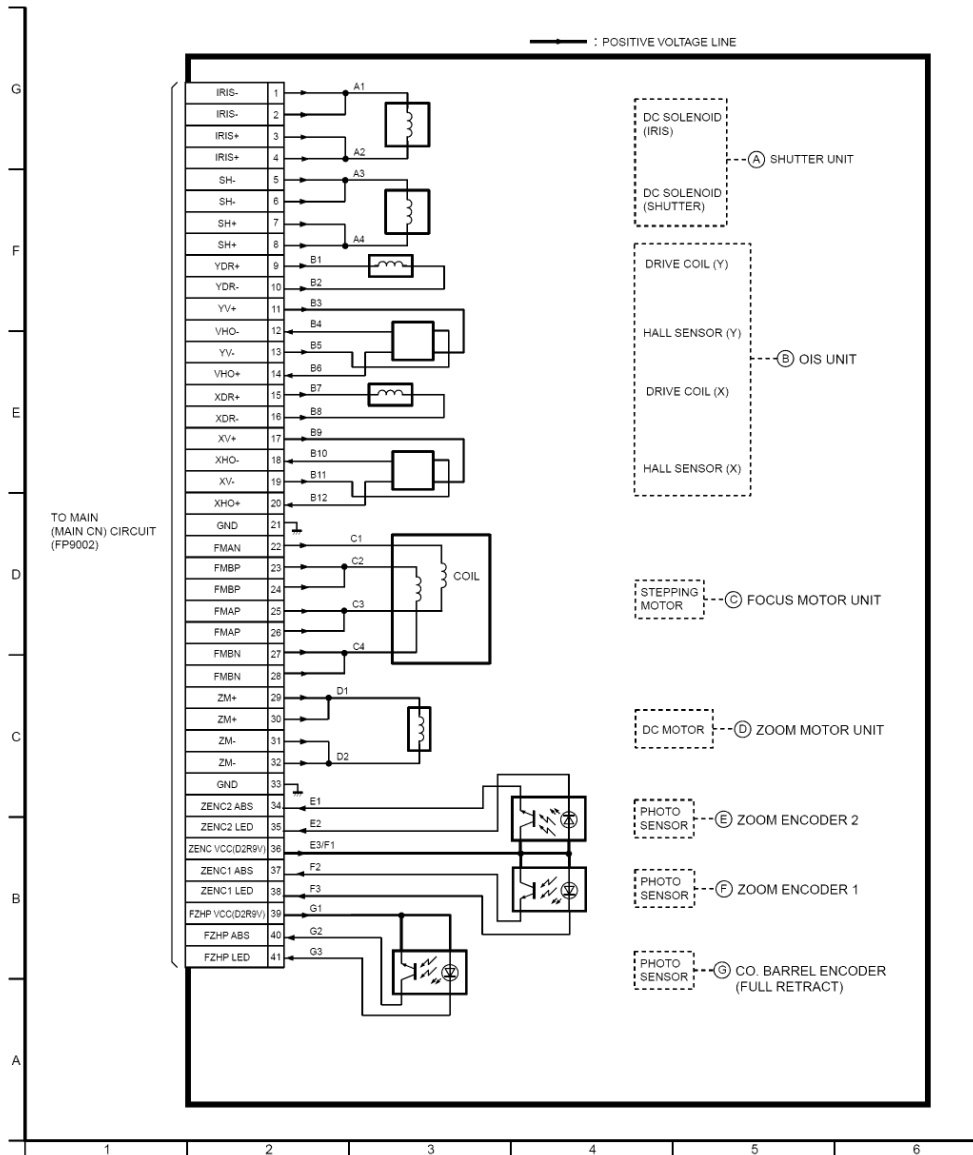 : POSITIVE VOLTAGE LINE
G
F
E
D
C
B
A
TO MAIN
(MAIN CN) CIRCUIT
(FP9002)
IRIS- 1 A1
IRIS- 2
IRIS+ 3
IRIS+ 4 A2
SH- 5 A3
SH- 6
SH+ 7
SH+ 8 A4
YDR+ 9 B1
YDR- 10 B2
YV+ 11 B3
VHO- 12 B4
YV- 13 B5
VHO+ 14 B6
XDR+ 15 B7
XDR- 16 B8
XV+ 17 B9
XHO- 18 B10
XV- 19 B11
XHO+ 20 B12
GND 21
FMAN 22 C1
FMBP 23 C2
FMBP 24
FMAP 25 C3
FMAP 26
FMBN 27 C4
FMBN 28
ZM+ 29 D1
ZM+ 30
ZM- 31
ZM- 32 D2
GND 33
ZENC2 ABS 34 E1
ZENC2 LED 35 E2
ZENC VCC(D2R9V) 36 E3/F1
ZENC1 ABS 37 F2
ZENC1 LED 38 F3
FZHP VCC(D2R9V) 39 G1
FZHP ABS 40 G2
FZHP LED 41 G3
COIL
DC SOLENOID
(IRIS)
DC SOLENOID
(SHUTTER)
A SHUTTER UNIT
DRIVE COIL (Y)
HALL SENSOR (Y)
DRIVE COIL (X)
HALL SENSOR (X)
B OIS UNIT
STEPPING
MOTOR
C FOCUS MOTOR UNIT
DC MOTOR
D ZOOM MOTOR UNIT
PHOTO
SENSOR
E ZOOM ENCODER 2
PHOTO
SENSOR
F ZOOM ENCODER 1
PHOTO
SENSOR
G CO. BARREL ENCODER
(FULL RETRACT)
1 2 3 4 5 6